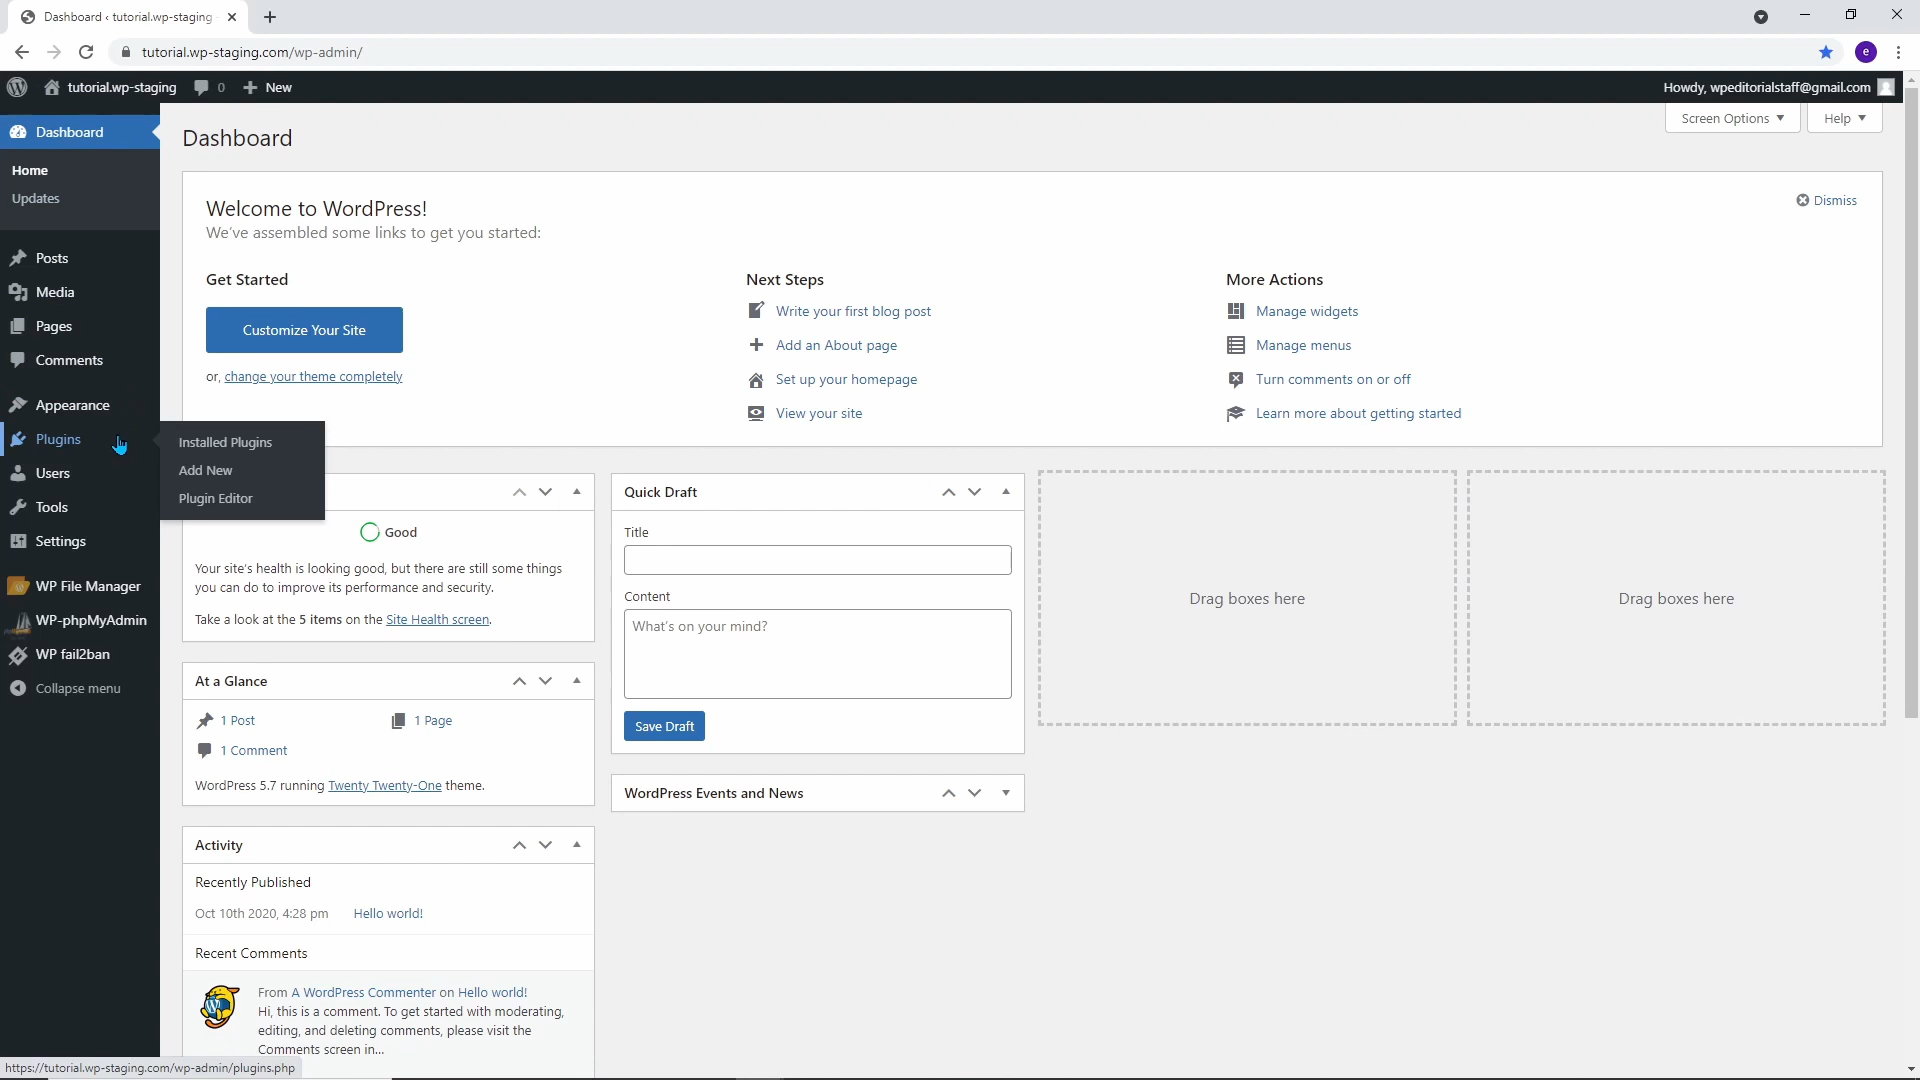 Dashboard ‹ tutorial.wp-staging
tutorial.wp-staging.com/wp-admin/
e
tutorial.wp-staging
0
New
Howdy, wpeditorialstaff@gmail.com
Dashboard
Home
Updates
Posts
Media
Pages
Comments
Appearance
Plugins
Users
Tools
Settings
WP File Manager
WP-phpMyAdmin
WP fail2ban
Collapse menu
Installed Plugins
Add New
Plugin Editor
Dashboard
Screen Options
Help
Welcome to WordPress!
We've assembled some links to get you started:
Dismiss
Get Started
Customize Your Site
or, change your theme completely
Next Steps
Write your first blog post
Add an About page
Set up your homepage
View your site
More Actions
Manage widgets
Manage menus
Turn comments on or off
Learn more about getting started
Good
Your site's health is looking good, but there are still some things
you can do to improve its performance and security.
Take a look at the 5 items on the Site Health screen.
At a Glance
1 Post
1 Page
1 Comment
WordPress 5.7 running Twenty Twenty-One theme.
Activity
Recently Published
Oct 10th 2020, 4:28 pm
Hello world!
Recent Comments
From A WordPress Commenter on Hello world!
Hi, this is a comment. To get started with moderating,
editing, and deleting comments, please visit the
Comments screen in...
Quick Draft
Title
Content
What's on your mind?
Save Draft
WordPress Events and News
Drag boxes here
Drag boxes here
https://tutorial.wp-staging.com/wp-admin/plugins.php